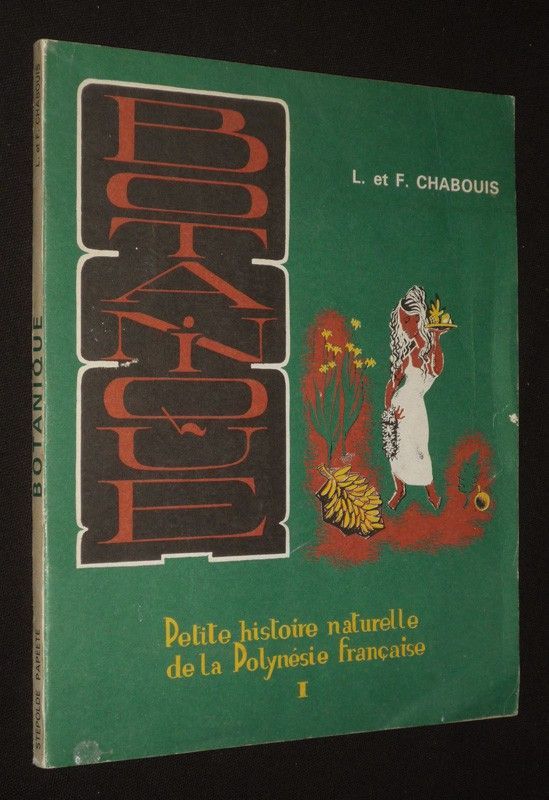 L. et F. CHABOUIS
BOTANIQUE
STEPOLDE PAPEETE
BOTANIQUE
L. et F. CHABOUIS
Petite histoire naturelle
de la Polynésie française
I